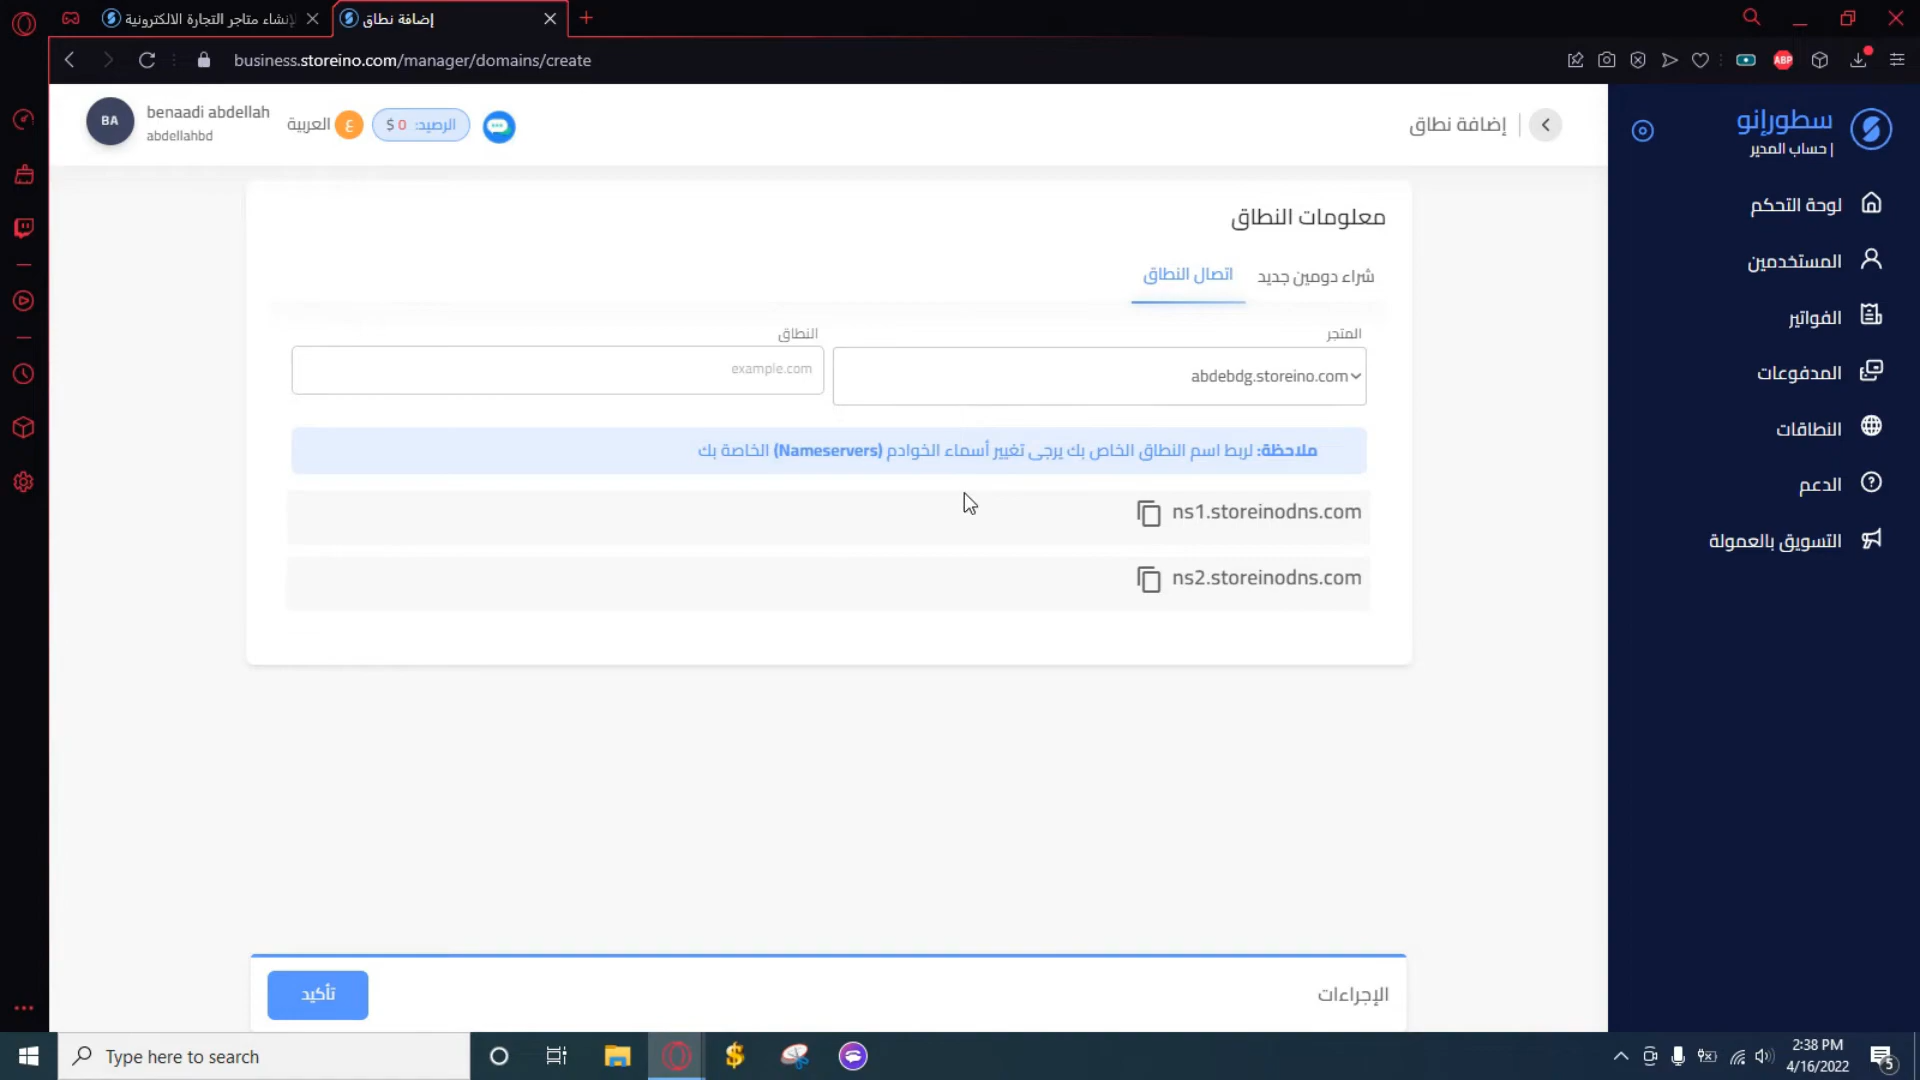 إنشاء متاجر التجارة الالكترونية
إضافة نطاق
business.storeino.com/manager/domains/create
ABP
BA
benaadi abdellah
abdellahbd
العربية
ع
الرصيد: 0 $
إضافة نطاق
سطورإنو
| حساب المدير
لوحة التحكم
المستخدمين
الفواتير
المدفوعات
النطاقات
الدعم
التسويق بالعمولة
معلومات النطاق
شراء دومين جديد
اتصال النطاق
المتجر
النطاق
abdebdg.storeino.com
example.com
ملاحظة: لربط اسم النطاق الخاص بك يرجى تغيير أسماء الخوادم (Nameservers) الخاصة بك
ns1.storeinodns.com
ns2.storeinodns.com
الإجراءات
تأكيد
Type here to search
2:38 PM
4/16/2022
5